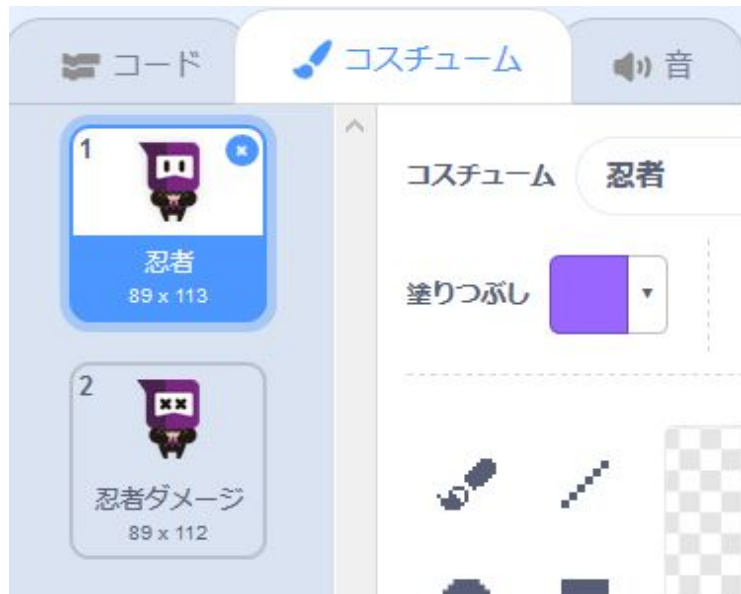 コード
コスチューム
音
1
忍者
89 x 113
2
忍者ダメージ
89 x 112
コスチューム
忍者
塗りつぶし